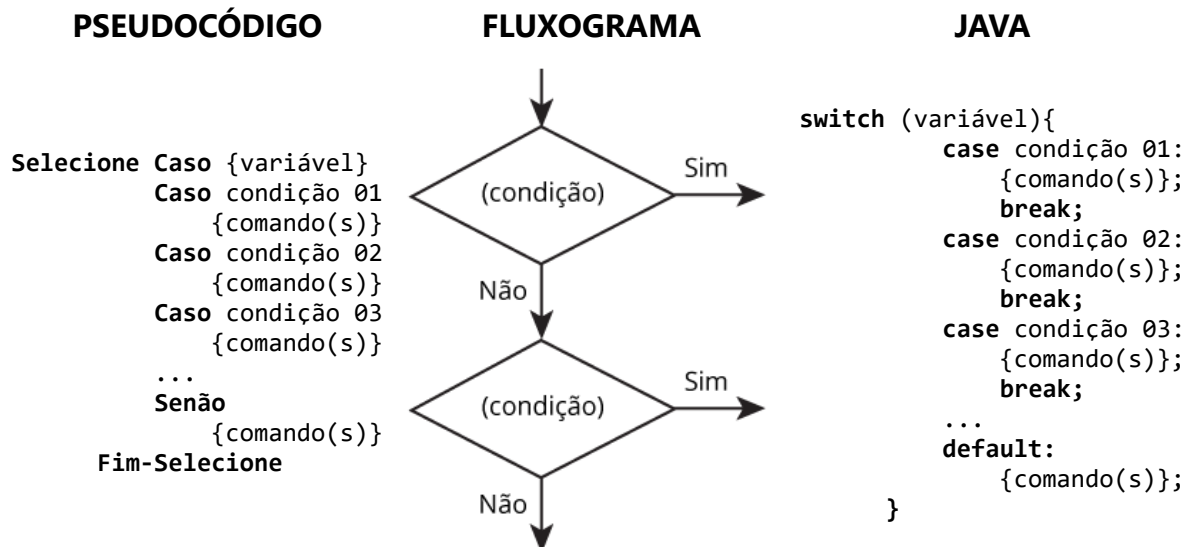 PSEUDOCÓDIGO
Selecione Caso {variável}
Caso condição 01
{comando(s)}
Caso condição 02
{comando(s)}
Caso condição 03
{comando(s)}
...
Senão
{comando(s)}
Fim-Selecione
FLUXOGRAMA
(condição)
Sim
Não
(condição)
Sim
Não
JAVA
switch (variável){
case condição 01:
{comando(s)};
break;
case condição 02:
{comando(s)};
break;
case condição 03:
{comando(s)};
break;
...
default:
{comando(s)};
}